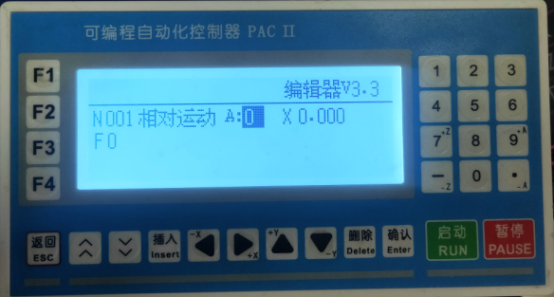 可编程自动化控制器 PAC II
F1
F2
F3
F4
编辑器V3.3
N001 相对运动 A:0 X 0.000
F0
1 2 3
4 5 6
7 +Z 8 9 +A
- -Z 0 . -A
返回 ESC
插入 Insert
-X
+X
+Y
-Y
删除 Delete
确认 Enter
启动 RUN
暂停 PAUSE